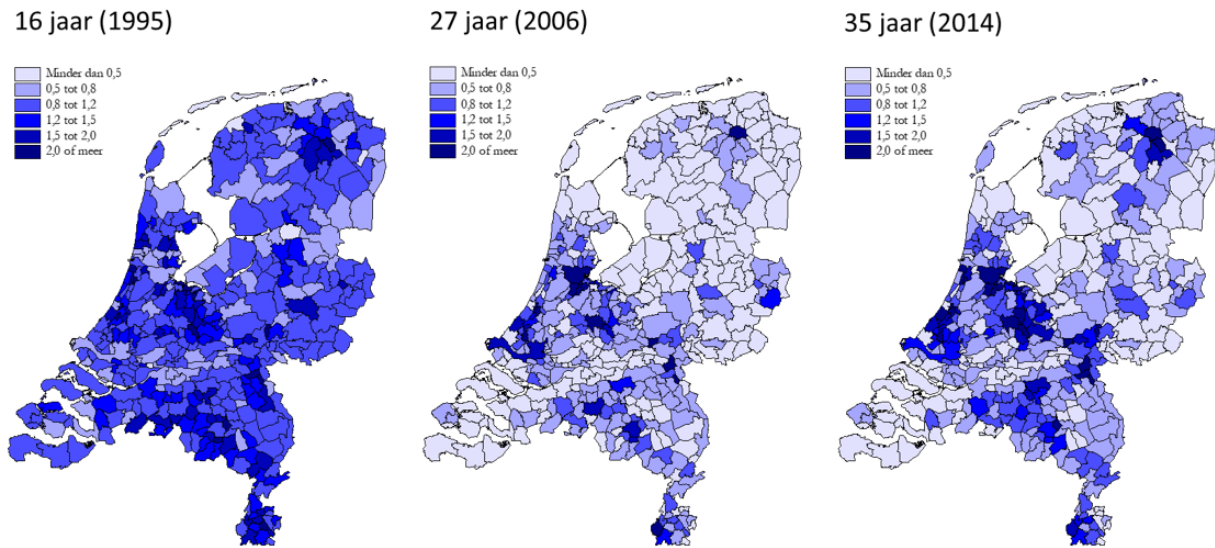 16 jaar (1995)
Minder dan 0,5
0,5 tot 0,8
0,8 tot 1,2
1,2 tot 1,5
1,5 tot 2,0
2,0 of meer
27 jaar (2006)
Minder dan 0,5
0,5 tot 0,8
0,8 tot 1,2
1,2 tot 1,5
1,5 tot 2,0
2,0 of meer
35 jaar (2014)
Minder dan 0,5
0,5 tot 0,8
0,8 tot 1,2
1,2 tot 1,5
1,5 tot 2,0
2,0 of meer